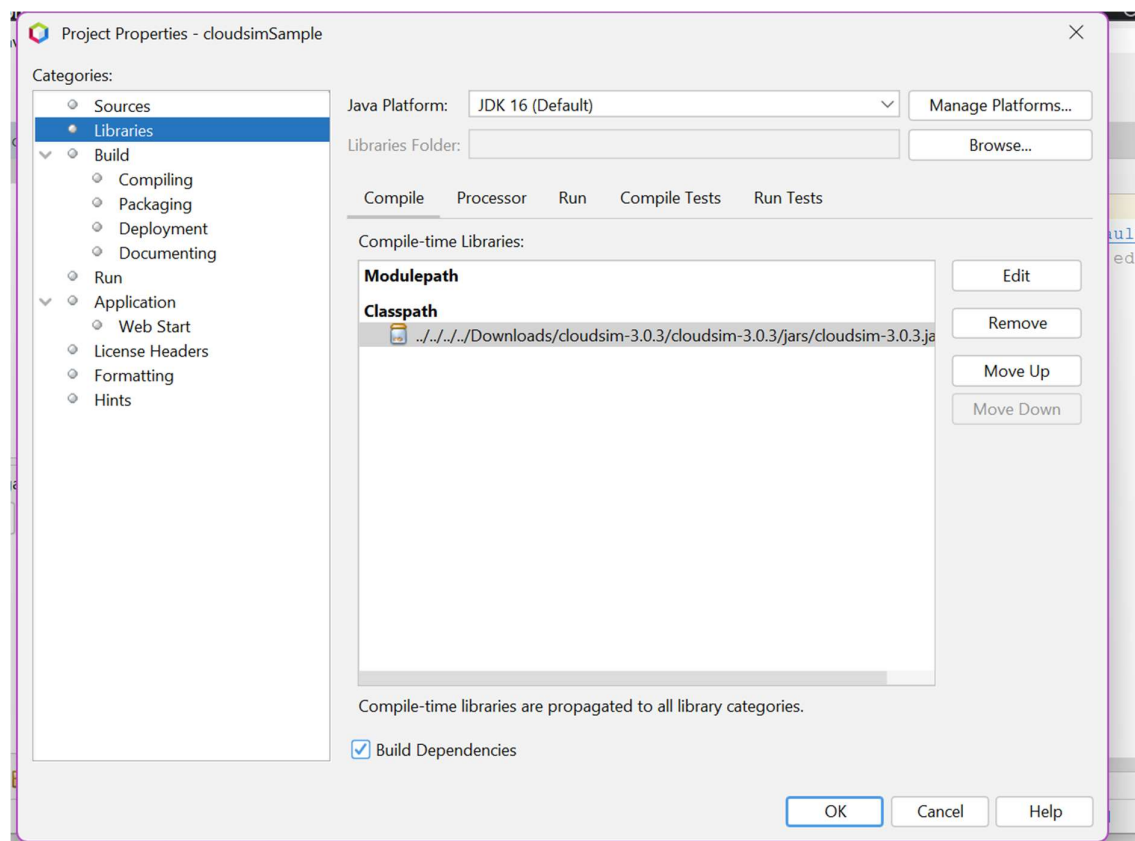 Project Properties - cloudsimSample
Categories:
Sources
Libraries
Build
Compiling
Packaging
Deployment
Documenting
Run
Application
Web Start
License Headers
Formatting
Hints
Java Platform:
JDK 16 (Default)
Manage Platforms...
Libraries Folder:
Browse...
Compile Processor Run Compile Tests Run Tests
Compile-time Libraries:
Modulepath
Classpath
../../../../Downloads/cloudsim-3.0.3/cloudsim-3.0.3/jars/cloudsim-3.0.3.ja
Edit
Remove
Move Up
Move Down
Compile-time libraries are propagated to all library categories.
Build Dependencies
OK Cancel Help